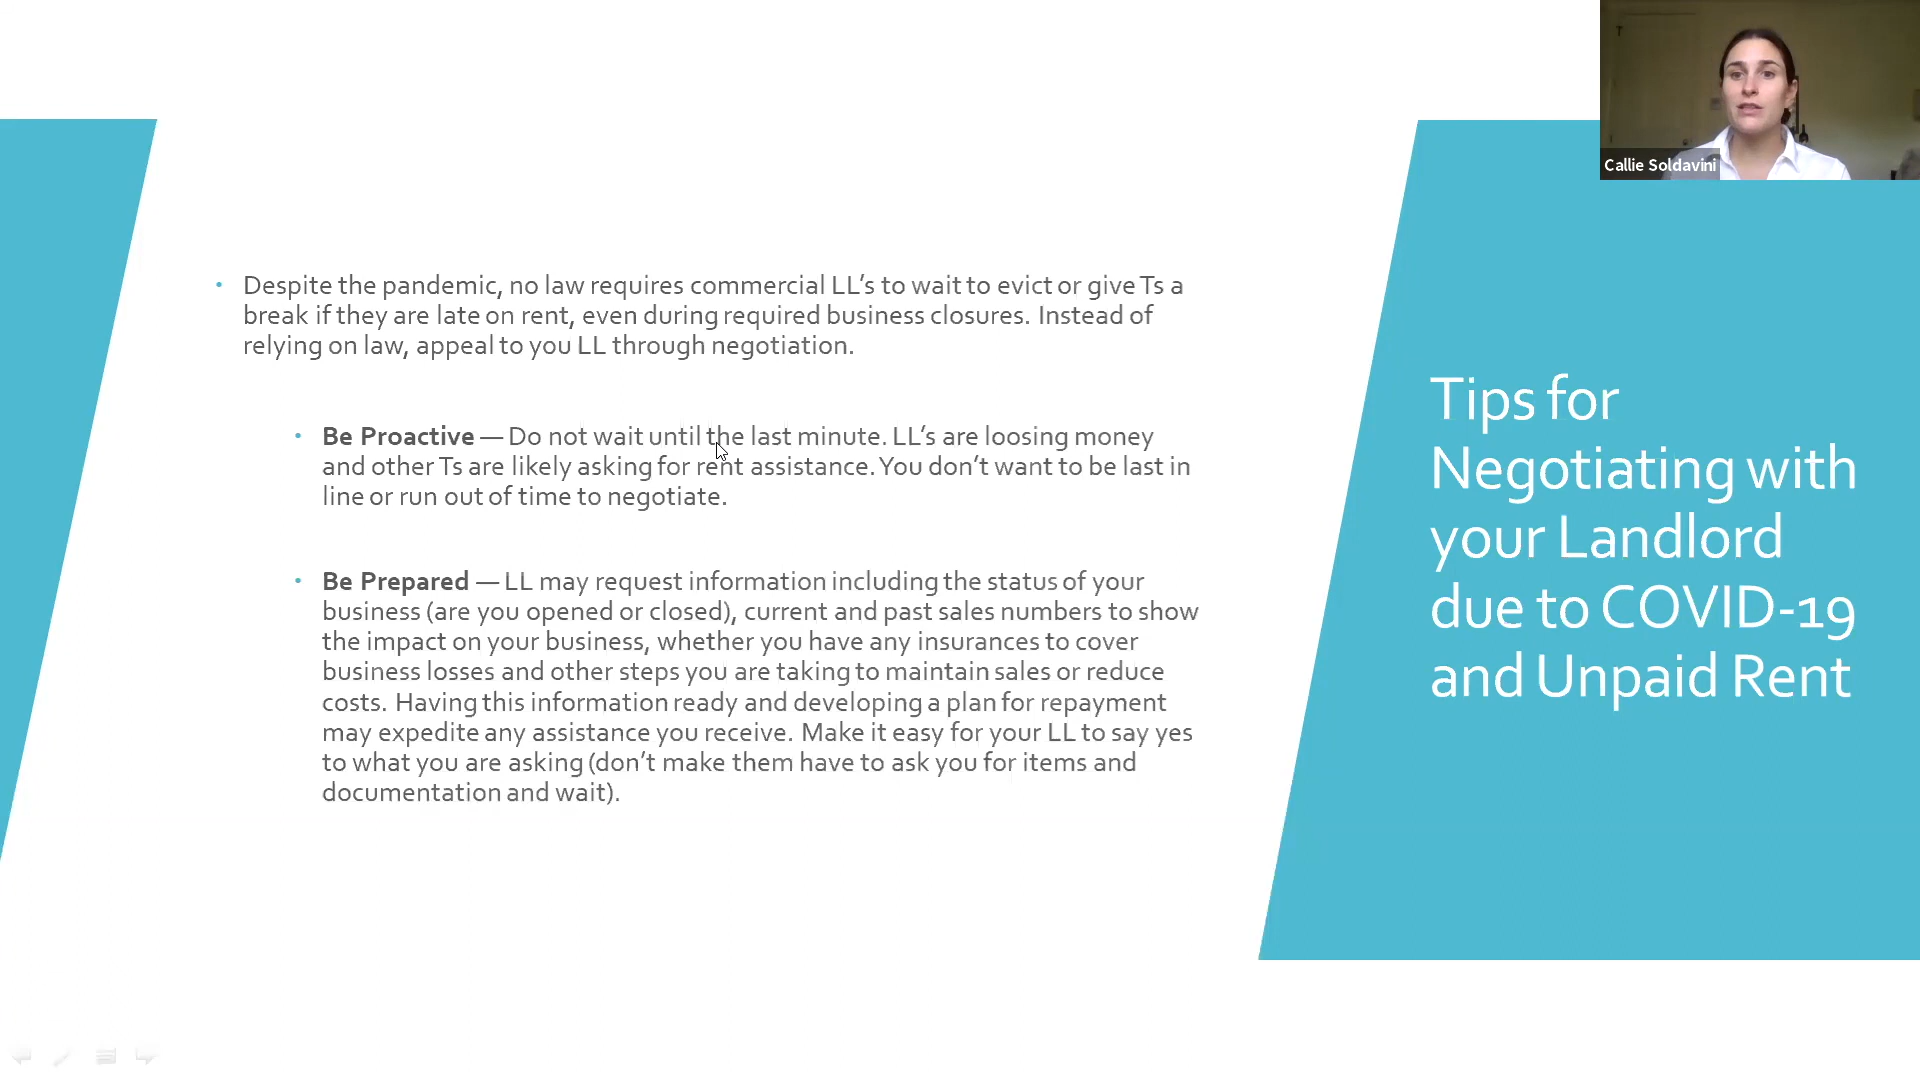 Callie Soldavini
Despite the pandemic, no law requires commercial LL’s to wait to evict or give Ts a
break if they are late on rent, even during required business closures. Instead of
relying on law, appeal to you LL through negotiation.
Be Proactive — Do not wait until the last minute. LL’s are loosing money
and other Ts are likely asking for rent assistance. You don’t want to be last in
line or run out of time to negotiate.
Be Prepared — LL may request information including the status of your
business (are you opened or closed), current and past sales numbers to show
the impact on your business, whether you have any insurances to cover
business losses and other steps you are taking to maintain sales or reduce
costs. Having this information ready and developing a plan for repayment
may expedite any assistance you receive. Make it easy for your LL to say yes
to what you are asking (don’t make them have to ask you for items and
documentation and wait).
Tips for
Negotiating with
your Landlord
due to COVID-19
and Unpaid Rent